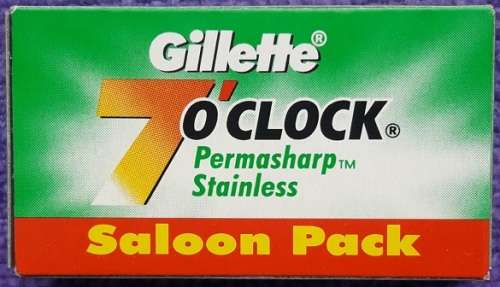 Gillette®
7 O'CLOCK®
Permasharp™
Stainless
Saloon Pack